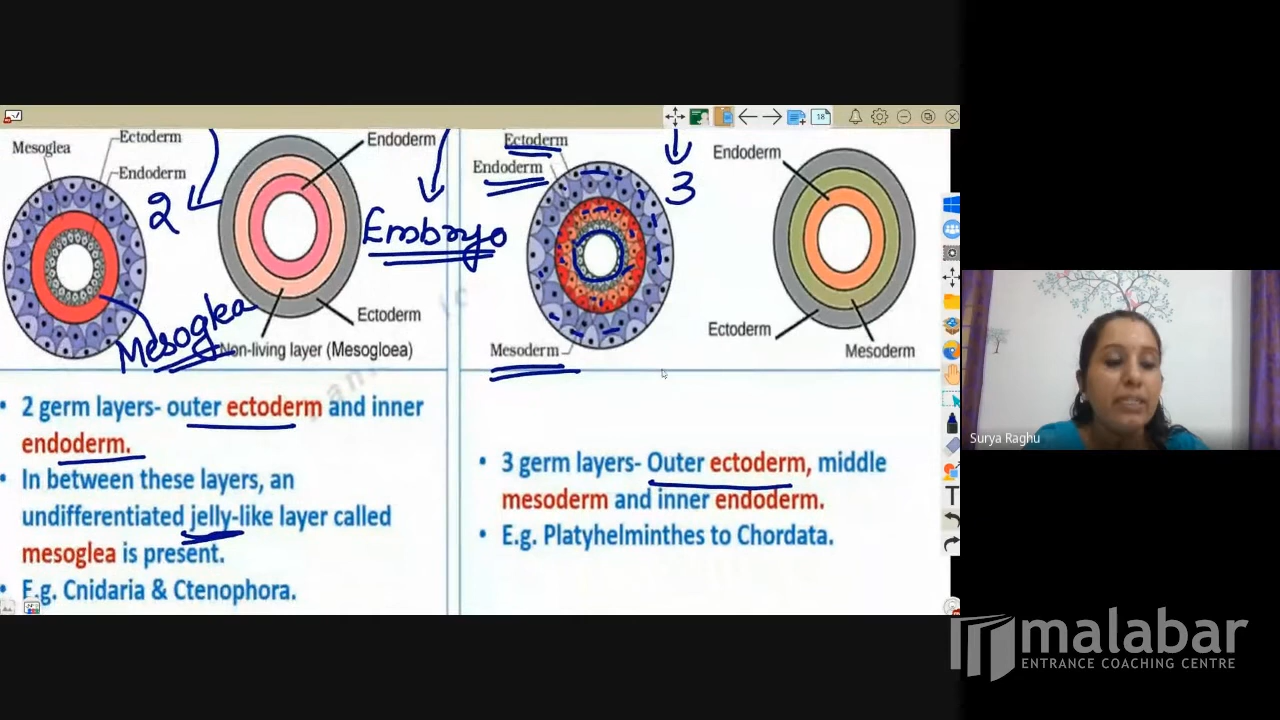 18
Mesoglea
Ectoderm
Endoderm
2
Mesoglea
Endoderm
Embryo
Ectoderm
Non-living layer (Mesogloea)
• 2 germ layers- outer ectoderm and inner
endoderm.
• In between these layers, an
undifferentiated jelly-like layer called
mesoglea is present.
• E.g. Cnidaria & Ctenophora.
Ectoderm
Endoderm
3
Mesoderm
Endoderm
Ectoderm
Mesoderm
• 3 germ layers- Outer ectoderm, middle
mesoderm and inner endoderm.
• E.g. Platyhelminthes to Chordata.
T
Surya Raghu
malabar
ENTRANCE COACHING CENTRE